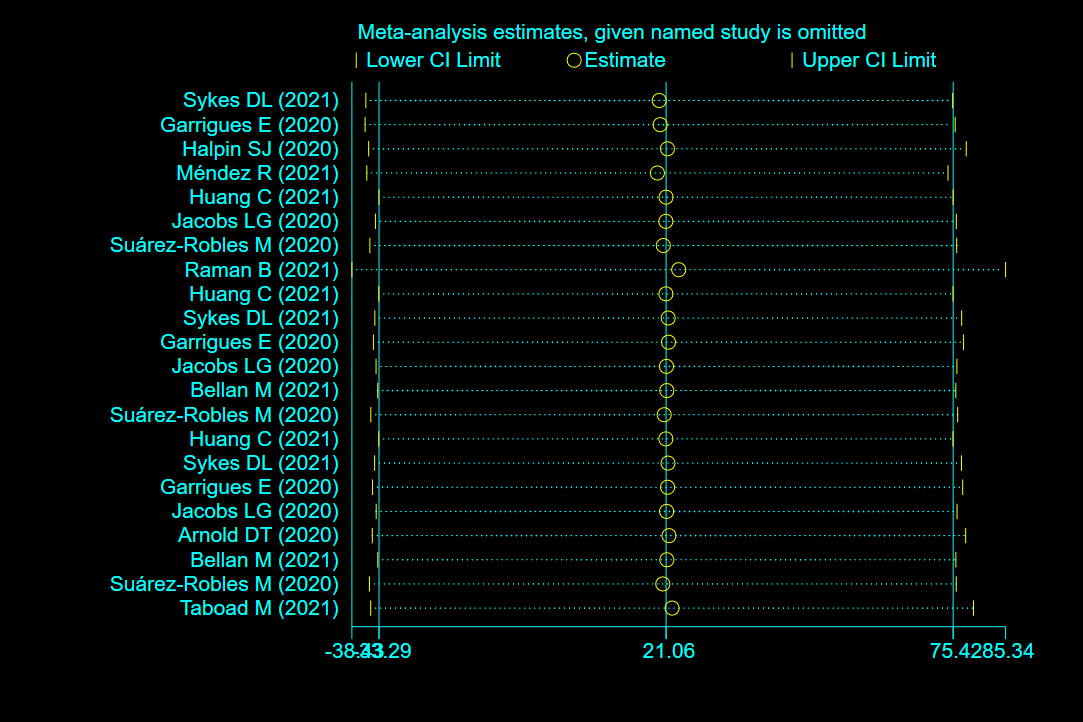 Meta-analysis estimates, given named study is omitted
| Lower CI Limit ○Estimate | Upper CI Limit
Sykes DL (2021)
Garrigues E (2020)
Halpin SJ (2020)
Méndez R (2021)
Huang C (2021)
Jacobs LG (2020)
Suárez-Robles M (2020)
Raman B (2021)
Huang C (2021)
Sykes DL (2021)
Garrigues E (2020)
Jacobs LG (2020)
Bellan M (2021)
Suárez-Robles M (2020)
Huang C (2021)
Sykes DL (2021)
Garrigues E (2020)
Jacobs LG (2020)
Arnold DT (2020)
Bellan M (2021)
Suárez-Robles M (2020)
Taboad M (2021)
-33.29 21.06 75.42 85.34